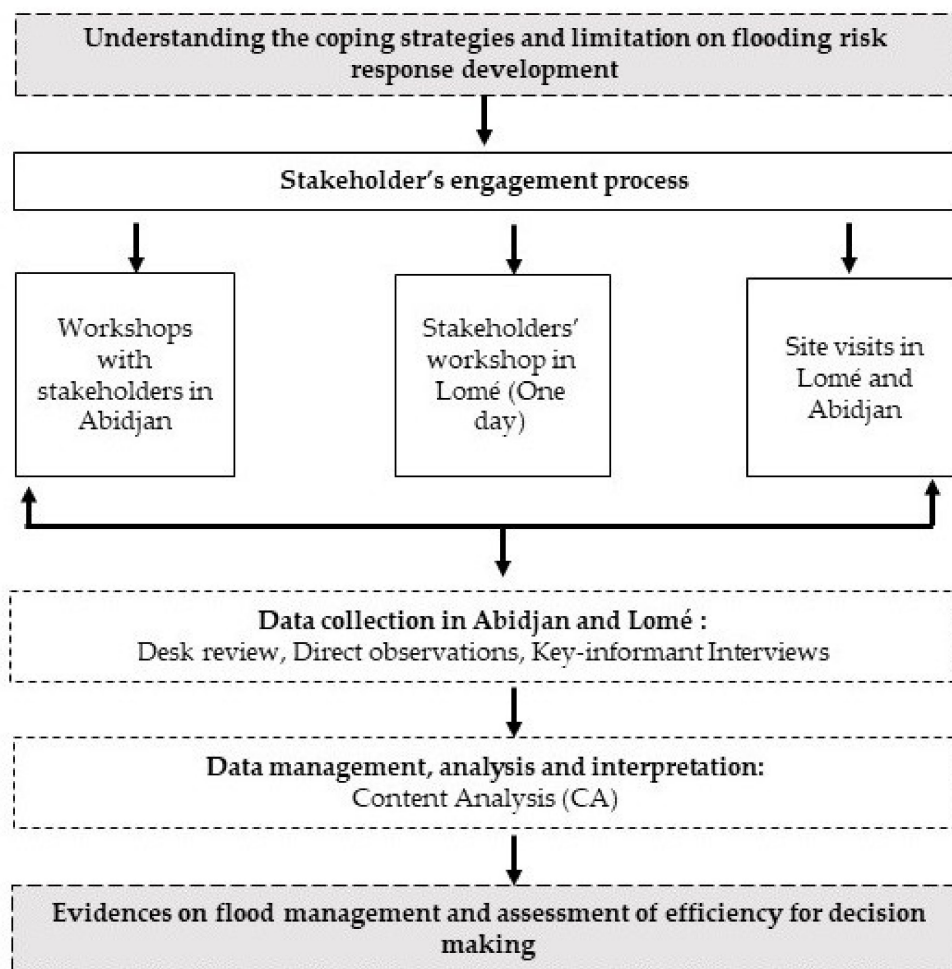 Understanding the coping strategies and limitation on flooding risk
response development
Stakeholder’s engagement process
Workshops
with
stakeholders in
Abidjan
Stakeholders’
workshop in
Lomé (One
day)
Site visits in
Lomé and
Abidjan
Data collection in Abidjan and Lomé :
Desk review, Direct observations, Key-informant Interviews
Data management, analysis and interpretation:
Content Analysis (CA)
Evidences on flood management and assessment of efficiency for decision
making